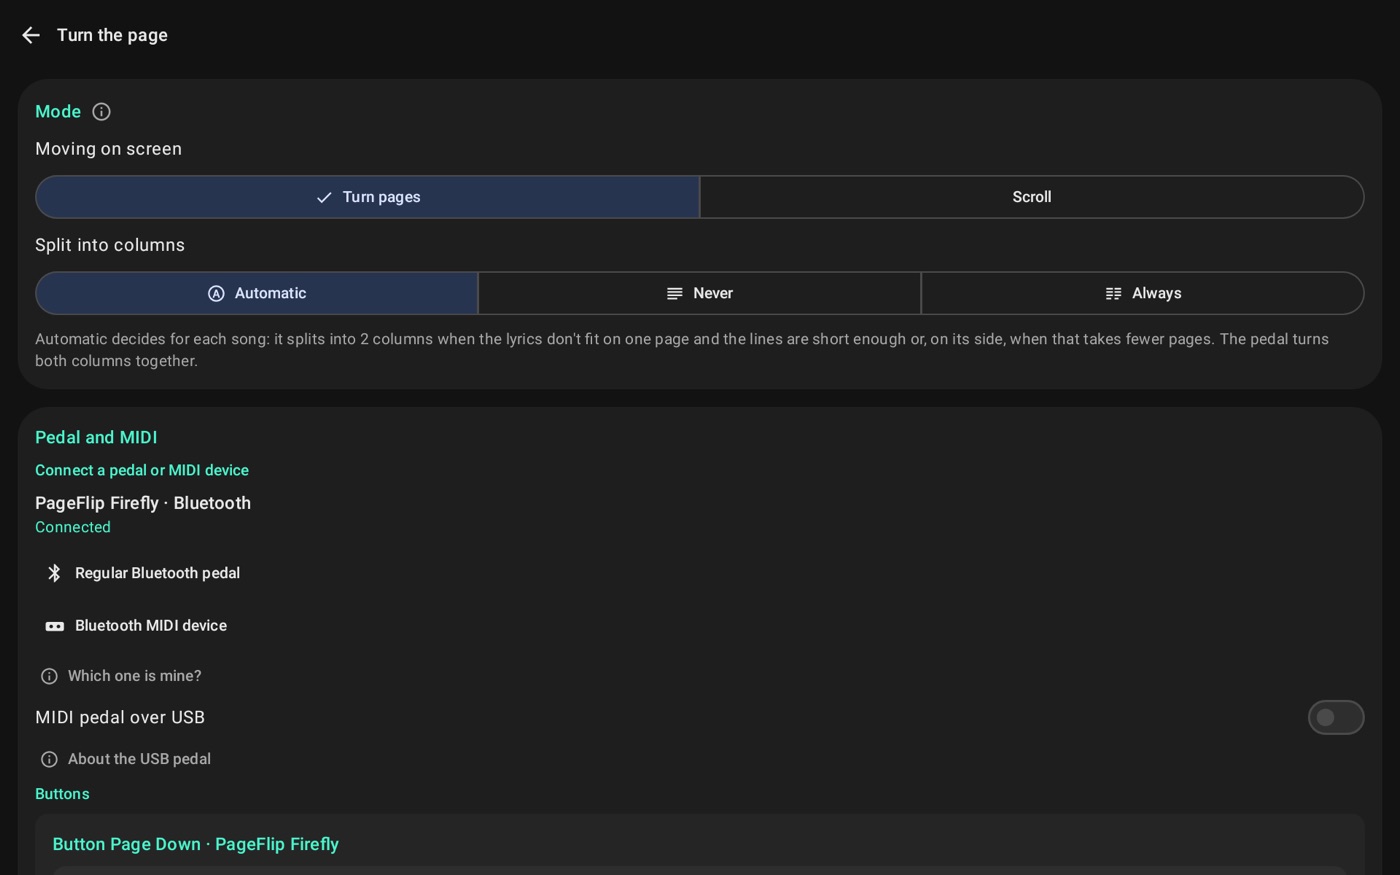 Turn the page
Mode
Moving on screen
Turn pages
Scroll
Split into columns
Automatic
Never
Always
Automatic decides for each song: it splits into 2 columns when the lyrics don't fit on one page and the lines are short enough or, on its side, when that takes fewer pages. The pedal turns
both columns together.
Pedal and MIDI
Connect a pedal or MIDI device
PageFlip Firefly · Bluetooth
Connected
Regular Bluetooth pedal
Bluetooth MIDI device
Which one is mine?
MIDI pedal over USB
About the USB pedal
Buttons
Button Page Down · PageFlip Firefly